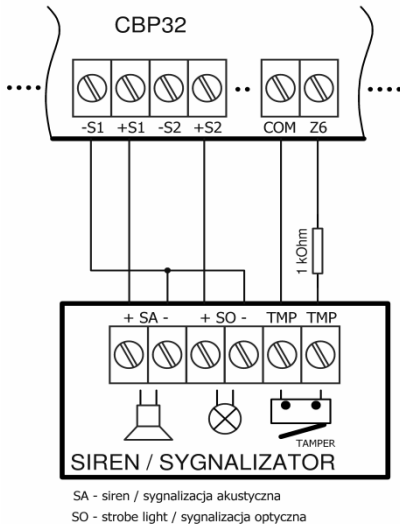 CBP32
-S1 +S1 -S2 +S2 COM Z6
1 kOhm
+ SA - + SO - TMP TMP
TAMPER
SIREN / SYGNALIZATOR
SA - siren / sygnalizacja akustyczna
SO - strobe light / sygnalizacja optyczna